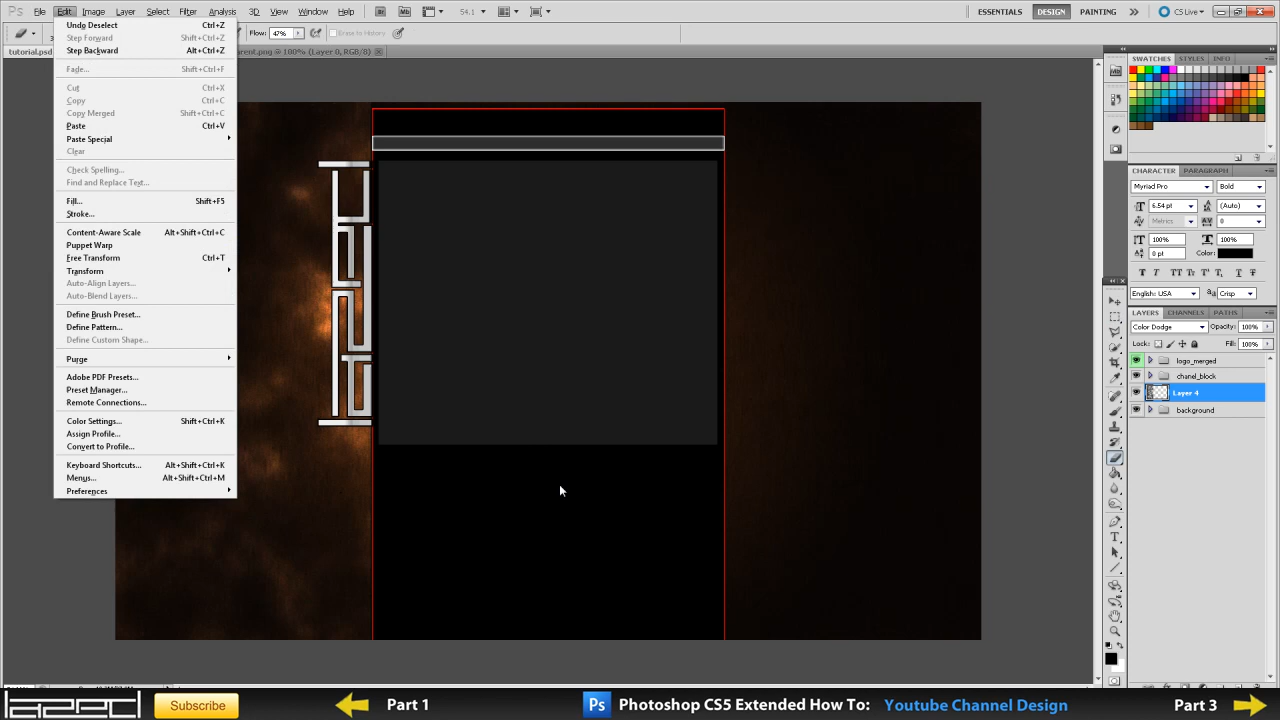 File Edit Image Layer Select Filter Analysis 3D View Window Help
54.1
ESSENTIALS DESIGN PAINTING CS Live
Flow: 47% Erase to History
tutorial.psd
rent.png @ 100% (Layer 0, RGB/8)
Undo Deselect Ctrl+Z
Step Forward Shift+Ctrl+Z
Step Backward Alt+Ctrl+Z
Fade... Shift+Ctrl+F
Cut Ctrl+X
Copy Ctrl+C
Copy Merged Shift+Ctrl+C
Paste Ctrl+V
Paste Special
Clear
Check Spelling...
Find and Replace Text...
Fill... Shift+F5
Stroke...
Content-Aware Scale Alt+Shift+Ctrl+C
Puppet Warp
Free Transform Ctrl+T
Transform
Auto-Align Layers...
Auto-Blend Layers...
Define Brush Preset...
Define Pattern...
Define Custom Shape...
Purge
Adobe PDF Presets...
Preset Manager...
Remote Connections...
Color Settings... Shift+Ctrl+K
Assign Profile...
Convert to Profile...
Keyboard Shortcuts... Alt+Shift+Ctrl+K
Menus... Alt+Shift+Ctrl+M
Preferences
SWATCHES STYLES INFO
CHARACTER PARAGRAPH
Myriad Pro Bold
6.54 pt (Auto)
Metrics 0
100% 100%
0 pt Color:
English: USA Crisp
LAYERS CHANNELS PATHS
Color Dodge Opacity: 100%
Lock: Fill: 100%
logo_merged
chanel_block
Layer 4
background
Subscribe
Part 1
Ps
Photoshop CS5 Extended How To: Youtube Channel Design
Part 3